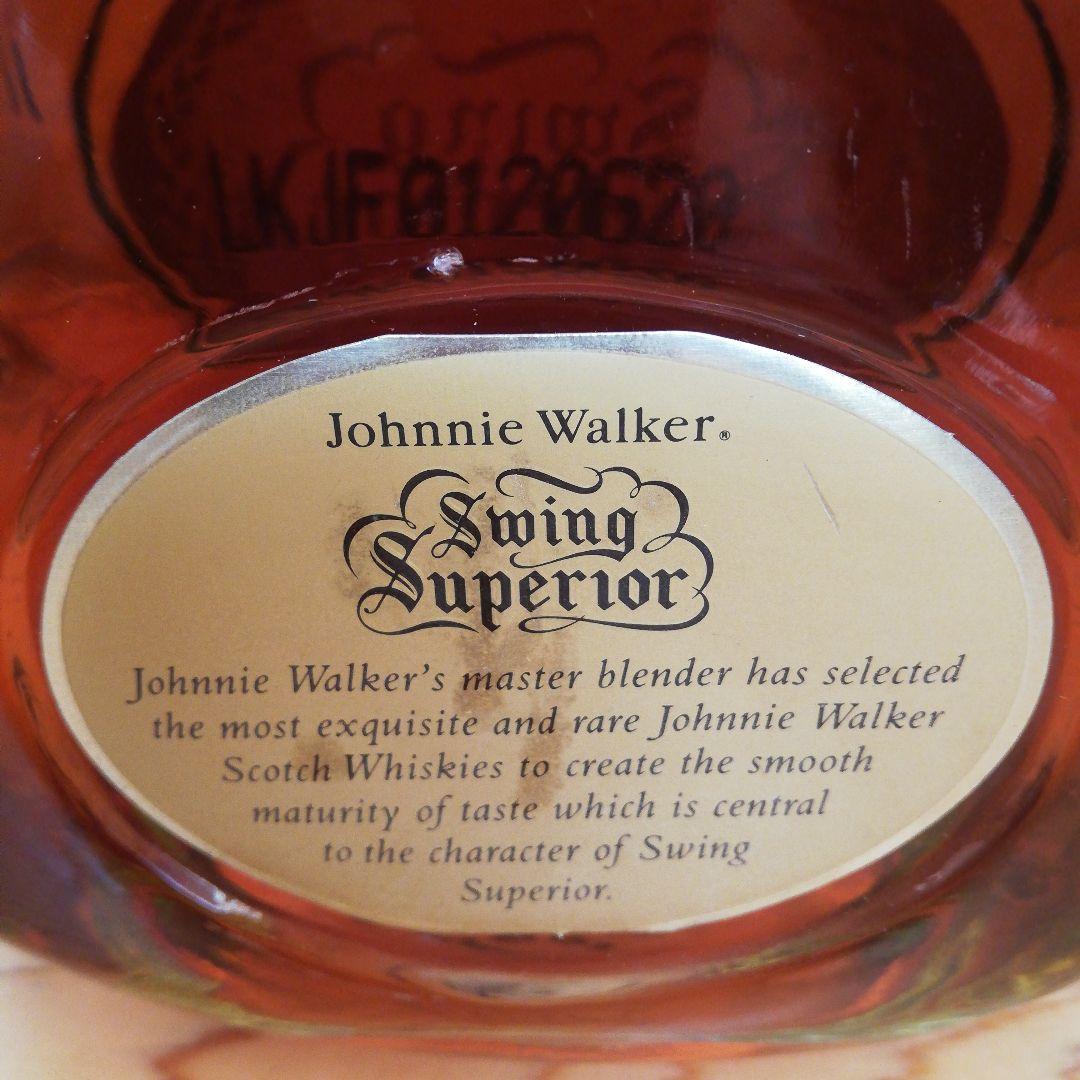 Johnnie Walker®
Swing
Superior
Johnnie Walker's master blender has selected
the most exquisite and rare Johnnie Walker
Scotch Whiskies to create the smooth
maturity of taste which is central
to the character of Swing
Superior.